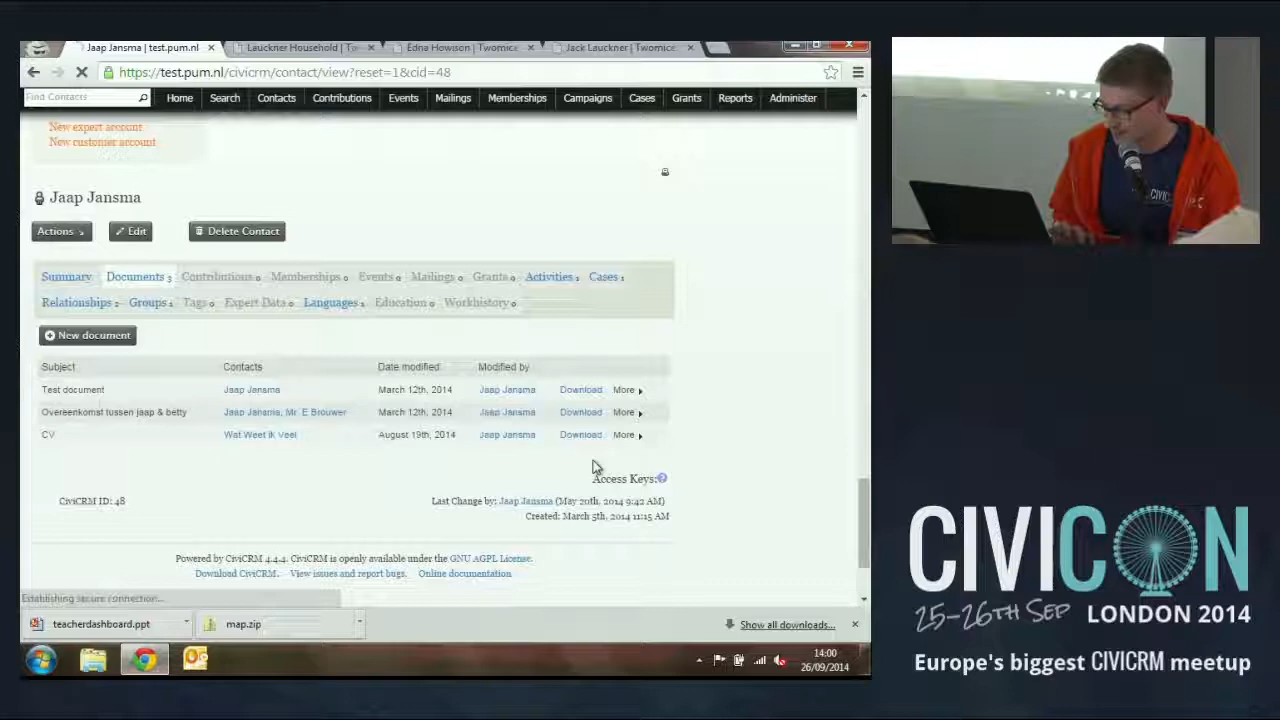 Jaap Jansma | test.pum.nl
Lauckner Household | To
Edna Howison | Twomice
Jack Lauckner | Twomice
https://test.pum.nl/civicrm/contact/view?reset=1&cid=48
Find Contacts
Home Search Contacts Contributions Events Mailings Memberships Campaigns Cases Grants Reports Administer
New expert account
New customer account
Jaap Jansma
Actions Edit Delete Contact
Summary Documents 3 Contributions 0 Memberships 0 Events 0 Mailings 0 Grants 0 Activities 1 Cases 1
Relationships 2 Groups 1 Tags 0 Expert Data 0 Languages 1 Education 0 Workhistory 0
New document
Subject Contacts Date modified Modified by
Test document Jaap Jansma March 12th, 2014 Jaap Jansma Download More
Overeenkomst tussen jaap & betty Jaap Jansma, Mr. E Brouwer March 12th, 2014 Jaap Jansma Download More
CV Wat Weet ik Veel August 19th, 2014 Jaap Jansma Download More
Access Keys:
CiviCRM ID: 48
Last Change by: Jaap Jansma (May 20th, 2014 9:42 AM)
Created: March 5th, 2014 11:15 AM
Powered by CiviCRM 4.4.4. CiviCRM is openly available under the GNU AGPL License.
Download CiviCRM. View issues and report bugs. Online documentation
Establishing secure connection...
teacherdashboard.ppt
map.zip
Show all downloads...
14:00
26/09/2014
CIVICON
25-26TH SEP LONDON 2014
Europe's biggest CIVICRM meetup